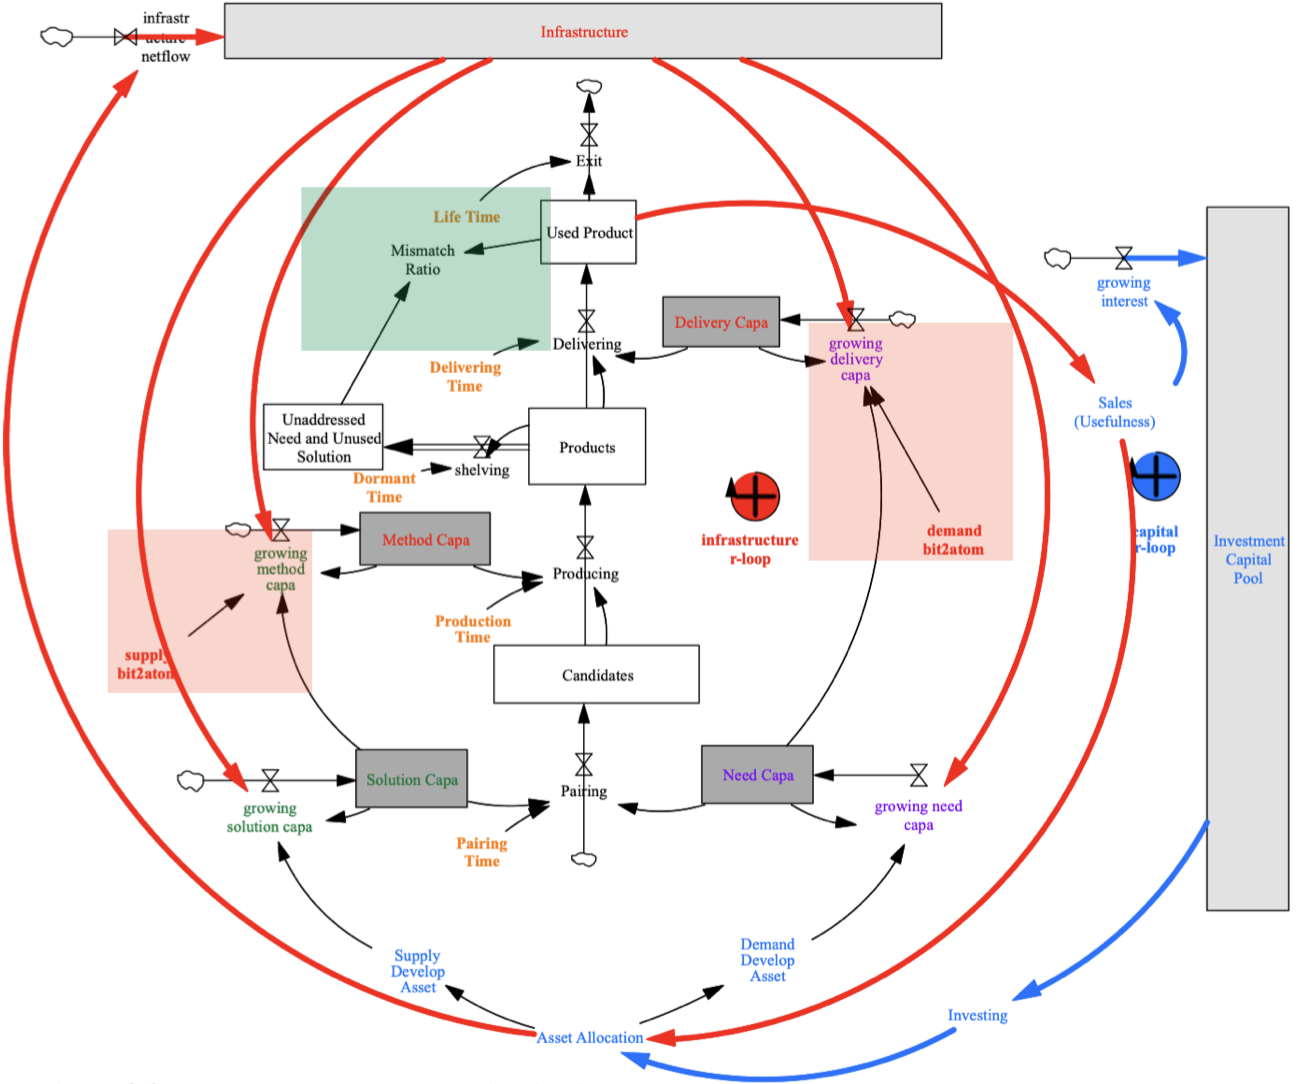 infrastr
ucture
netflow
Infrastructure
Exit
Life Time
Used Product
Mismatch
Ratio
growing
interest
Delivery Capa
Delivering
growing
delivery
capa
Delivering
Time
Sales
(Usefulness)
Unaddressed
Need and Unused
Solution
Products
shelving
Dormant
Time
infrastructure
r-loop
demand
bit2atom
capital
r-loop
Investment
Capital
Pool
Method Capa
growing
method
capa
Producing
Production
Time
supply
bit2atom
Candidates
Solution Capa
Need Capa
Pairing
growing
solution capa
growing need
capa
Pairing
Time
Supply
Develop
Asset
Demand
Develop
Asset
Investing
Asset Allocation